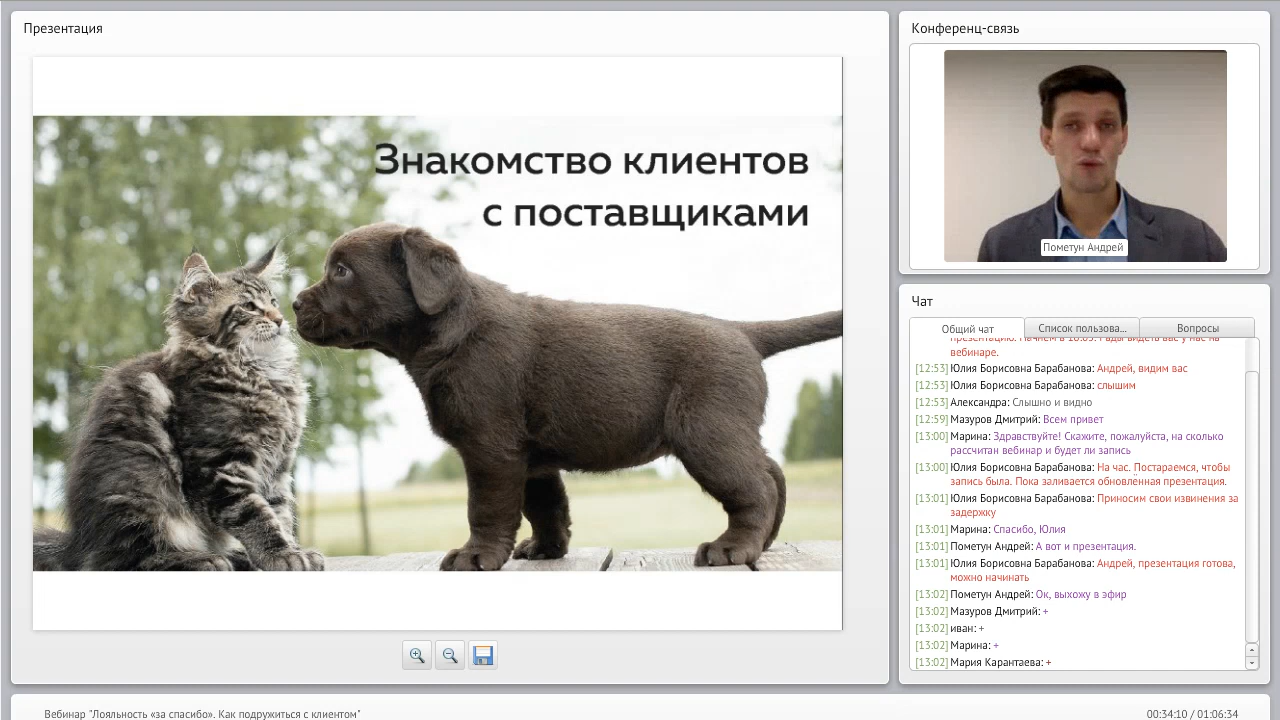 Презентация
Знакомство клиентов
с поставщиками
Конференц-связь
Пометун Андрей
Чат
Общий чат
Список пользова...
Вопросы
вебинаре.
[12:53] Юлия Борисовна Барабанова: Андрей, видим вас
[12:53] Юлия Борисовна Барабанова: слышим
[12:53] Александра: Слышно и видно
[12:59] Мазуров Дмитрий: Всем привет
[13:00] Марина: Здравствуйте! Скажите, пожалуйста, на сколько
рассчитан вебинар и будет ли запись
[13:00] Юлия Борисовна Барабанова: На час. Постараемся, чтобы
запись была. Пока заливается обновлённая презентация.
[13:01] Юлия Борисовна Барабанова: Приносим свои извинения за
задержку
[13:01] Марина: Спасибо, Юлия
[13:01] Пометун Андрей: А вот и презентация.
[13:01] Юлия Борисовна Барабанова: Андрей, презентация готова,
можно начинать
[13:02] Пометун Андрей: Ок, выхожу в эфир
[13:02] Мазуров Дмитрий: +
[13:02] иван: +
[13:02] Марина: +
[13:02] Мария Карантаева: +
Вебинар "Лояльность «за спасибо». Как подружиться с клиентом"
00:34:10 / 01:06:34